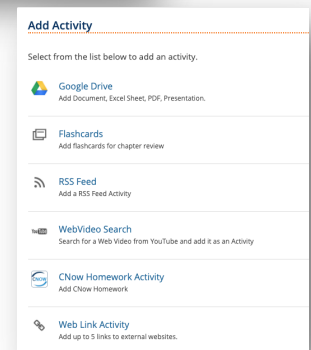 Add Activity
Select from the list below to add an activity.
Google Drive
Add Document, Excel Sheet, PDF, Presentation.
Flashcards
Add flashcards for chapter review
RSS Feed
Add a RSS Feed Activity
YouTube
WebVideo Search
Search for a Web Video from YouTube and add it as an Activity
CNOW
CNow Homework Activity
Add CNow Homework
Web Link Activity
Add up to 5 links to external websites.